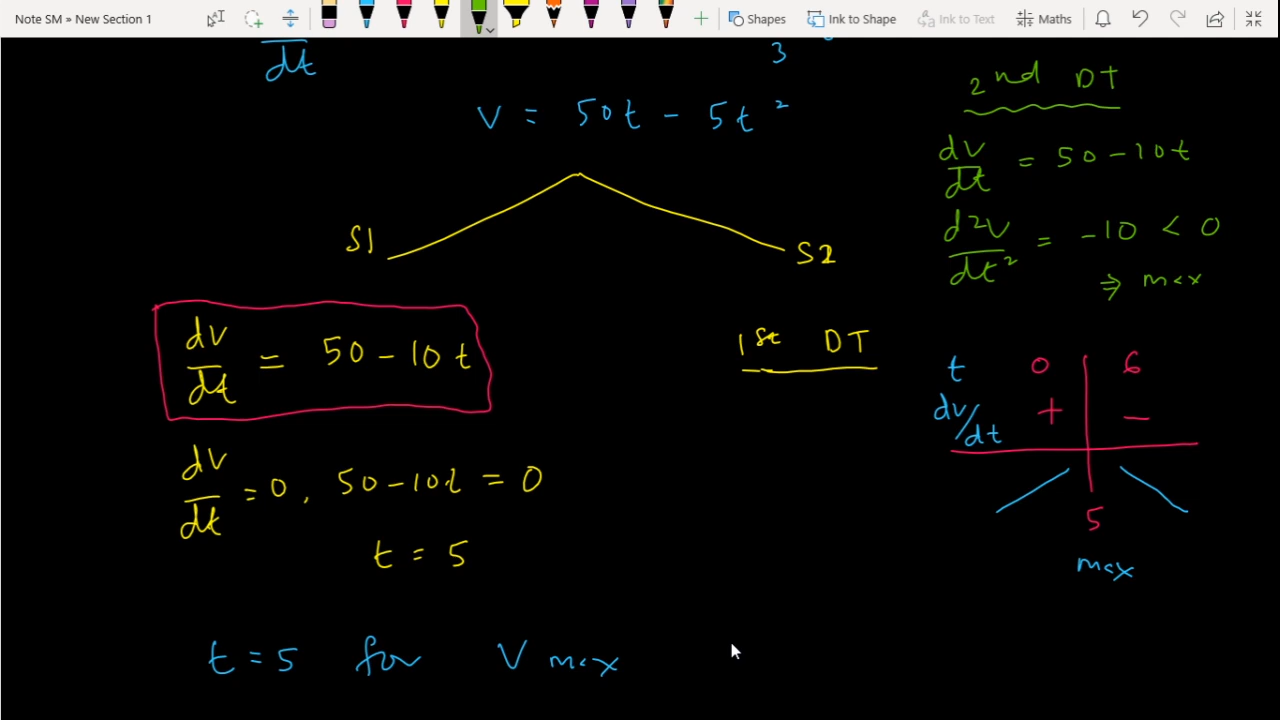 Note SM » New Section 1
Shapes
Ink to Shape
Ink to Text
Maths
dt
3
V = 50t - 5t²
S1
S2
dv/dt = 50 - 10t
dv/dt = 0, 50 - 10t = 0
t = 5
t = 5 for V max
1st DT
2nd DT
dv/dt = 50 - 10t
d2v/dt² = -10 < 0
⇒ max
t 0 6
dv/dt + −
5
max